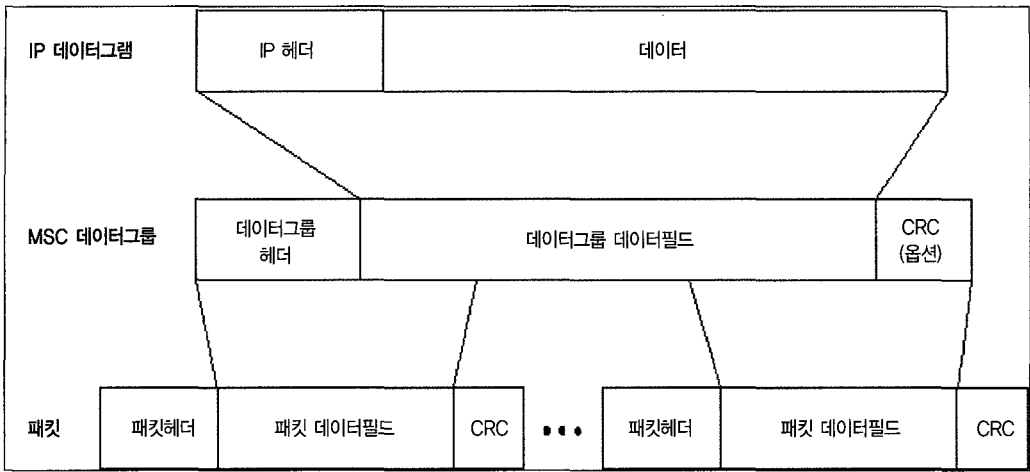 IP 데이터그램
IP 헤더
데이터
MSC 데이터그룹
데이터그룹
헤더
데이터그룹 데이터필드
CRC
(옵션)
패킷
패킷헤더
패킷 데이터필드
CRC
•••
패킷헤더
패킷 데이터필드
CRC